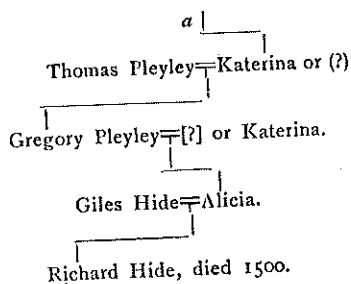 a
Thomas Pleyley Katerina or (?)
Gregory Pleyley [?] or Katerina.
Giles Hide Alicia.
Richard Hide, died 1500.